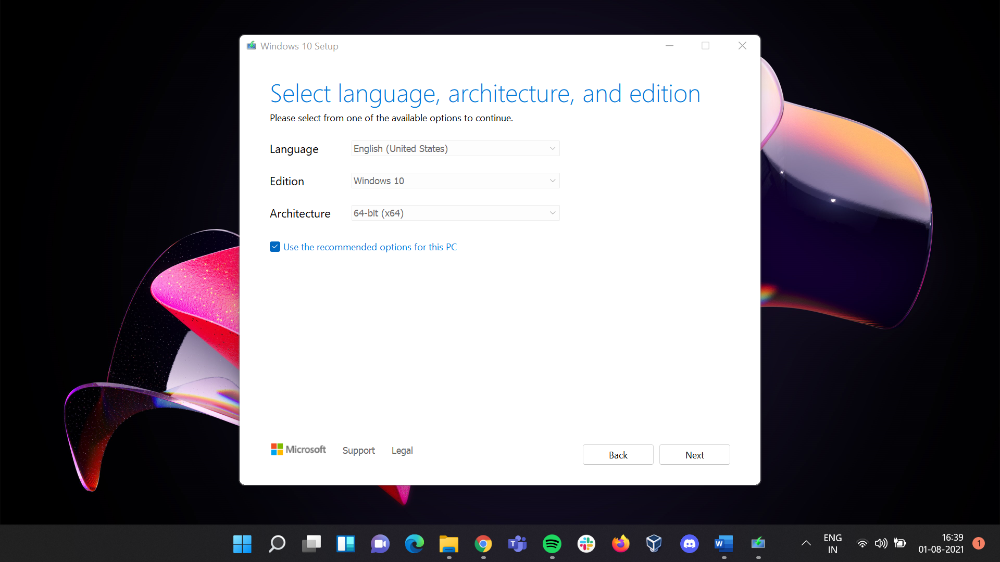 Windows 10 Setup
Select language, architecture, and edition
Please select from one of the available options to continue.
Language English (United States)
Edition Windows 10
Architecture 64-bit (x64)
Use the recommended options for this PC
Microsoft Support Legal
Back Next
T
W
ENG
IN
16:39
01-08-2021
1